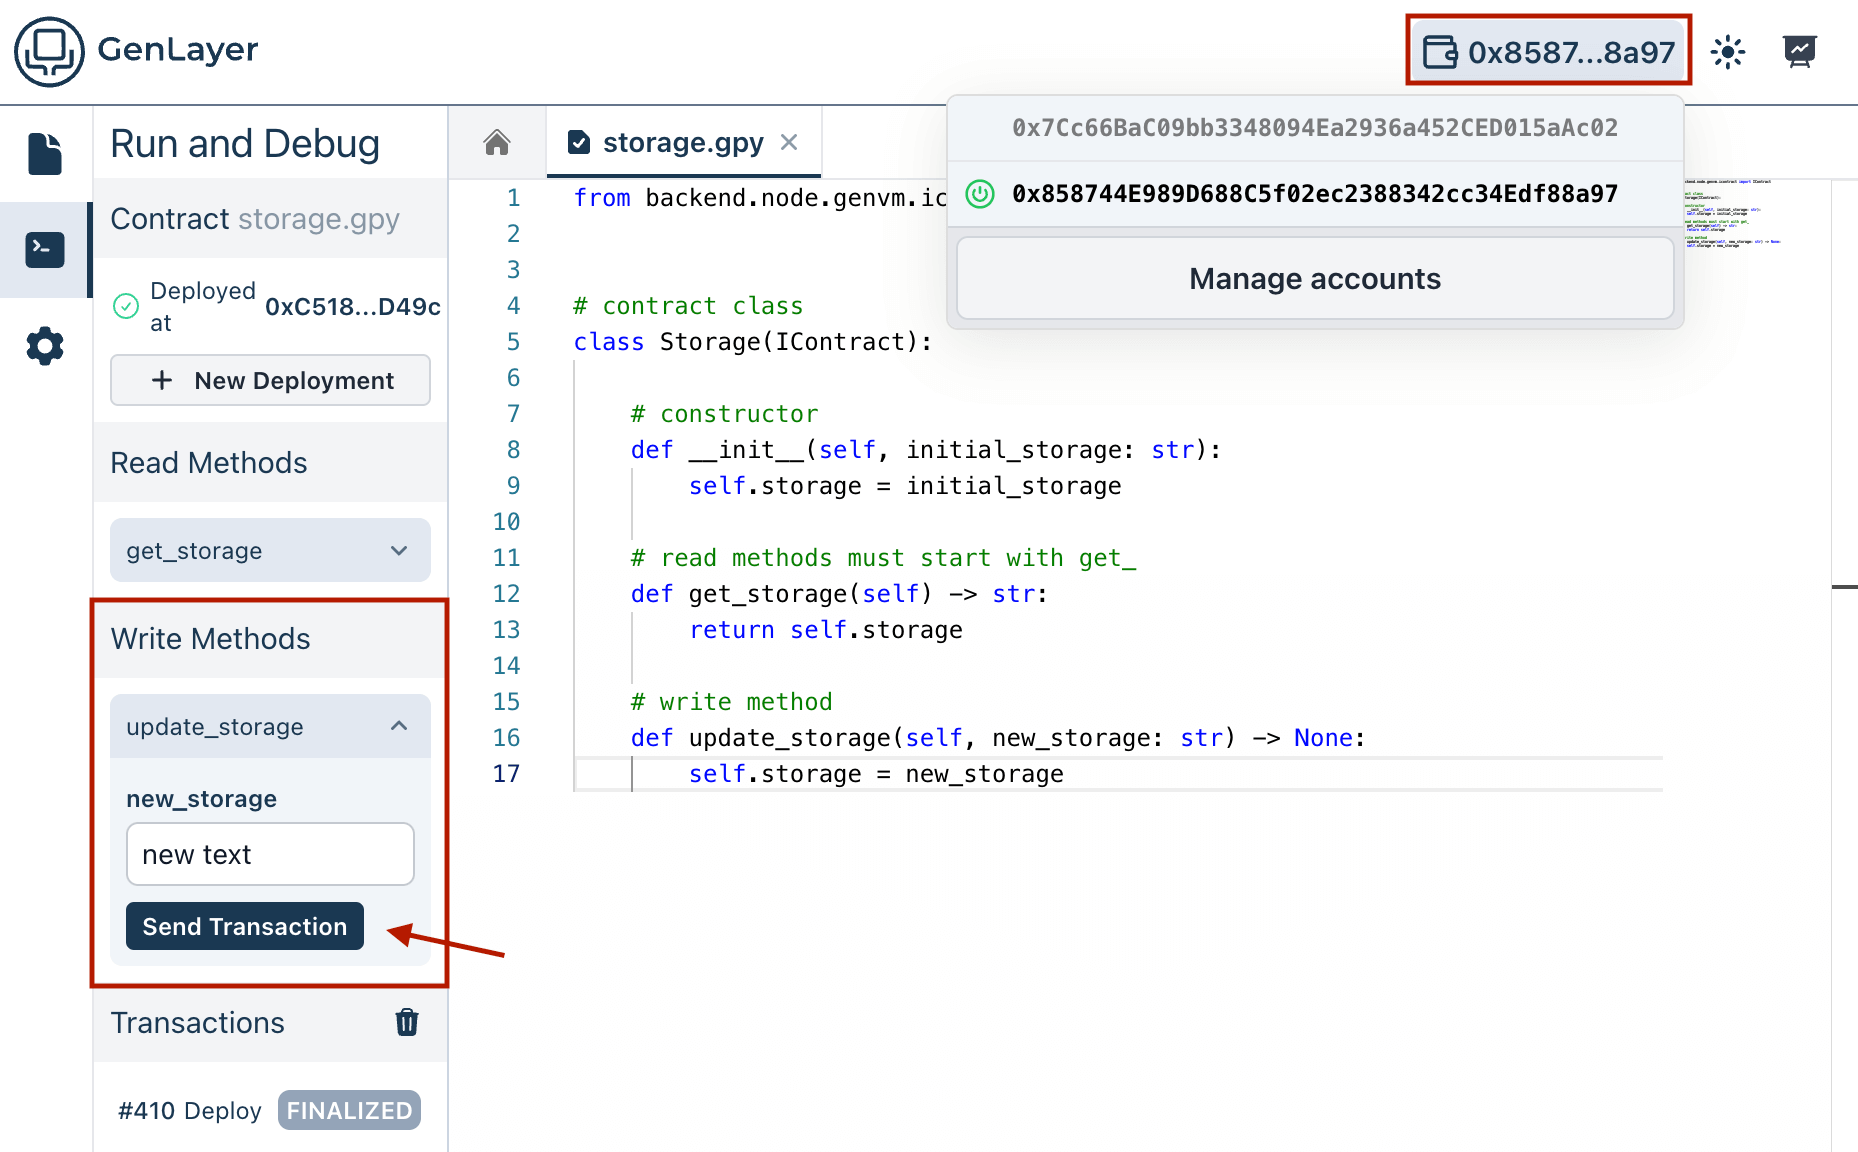 GenLayer
0x8587...8a97
0x7Cc66BaC09bb3348094Ea2936a452CED015aAc02
0x858744E989D688C5f02ec2388342cc34Edf88a97
Manage accounts
Run and Debug
Contract storage.gpy
Deployed at 0xC518...D49c
+ New Deployment
Read Methods
get_storage
Write Methods
update_storage
new_storage
new text
Send Transaction
Transactions
#410 Deploy FINALIZED
storage.gpy
1 from backend.node.genvm.ic
2
3
4 # contract class
5 class Storage(IContract):
6
7 # constructor
8 def __init__(self, initial_storage: str):
9 self.storage = initial_storage
10
11 # read methods must start with get_
12 def get_storage(self) -> str:
13 return self.storage
14
15 # write method
16 def update_storage(self, new_storage: str) -> None:
17 self.storage = new_storage